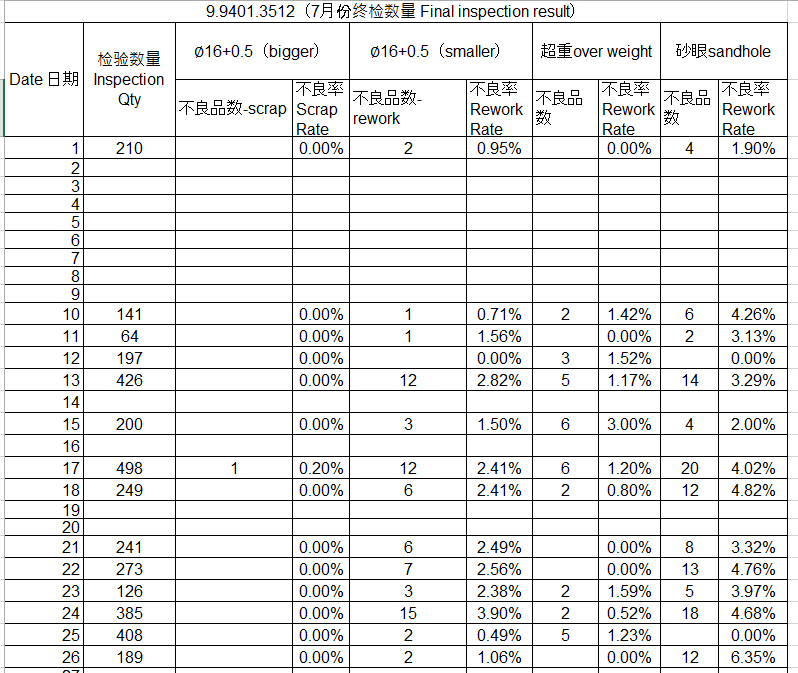 9.9401.3512（7月份终检数量 Final inspection result)
Date 日期
检验数量
Inspection
Qty
ø16+0.5（bigger）
ø16+0.5（smaller）
超重over weight
砂眼sandhole
不良品数-scrap
不良率
Scrap
Rate
不良品数-
rework
不良率
Rework
Rate
不良品
数
不良率
Rework
Rate
不良品
数
不良率
Rework
Rate
1 210 0.00% 2 0.95% 0.00% 4 1.90%
2
3
4
5
6
7
8
9
10 141 0.00% 1 0.71% 2 1.42% 6 4.26%
11 64 0.00% 1 1.56% 0.00% 2 3.13%
12 197 0.00% 0.00% 3 1.52% 0.00%
13 426 0.00% 12 2.82% 5 1.17% 14 3.29%
14
15 200 0.00% 3 1.50% 6 3.00% 4 2.00%
16
17 498 1 0.20% 12 2.41% 6 1.20% 20 4.02%
18 249 0.00% 6 2.41% 2 0.80% 12 4.82%
19
20
21 241 0.00% 6 2.49% 0.00% 8 3.32%
22 273 0.00% 7 2.56% 0.00% 13 4.76%
23 126 0.00% 3 2.38% 2 1.59% 5 3.97%
24 385 0.00% 15 3.90% 2 0.52% 18 4.68%
25 408 0.00% 2 0.49% 5 1.23% 0.00%
26 189 0.00% 2 1.06% 0.00% 12 6.35%